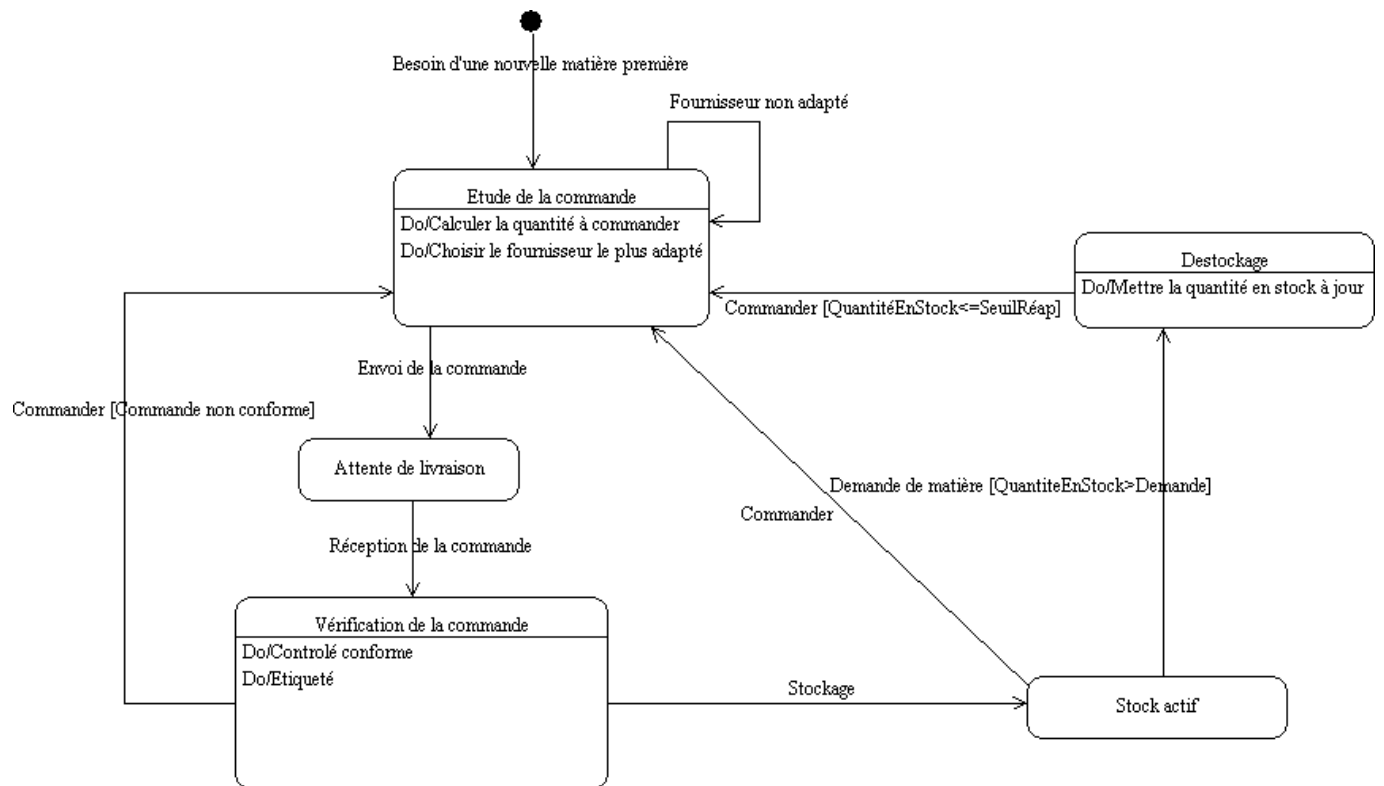 Besoin d'une nouvelle matière première
Fournisseur non adapté
Etude de la commande
Do/Calculer la quantité à commander
Do/Choisir le fournisseur le plus adapté
Destockage
Do/Mettre la quantité en stock à jour
Commander [QuantitéEnStock<=SeuilRéap]
Envoi de la commande
Commander [Commande non conforme]
Attente de livraison
Demande de matière [QuantiteEnStock>Demande]
Commander
Réception de la commande
Vérification de la commande
Do/Controlé conforme
Do/Etiqueté
Stockage
Stock actif